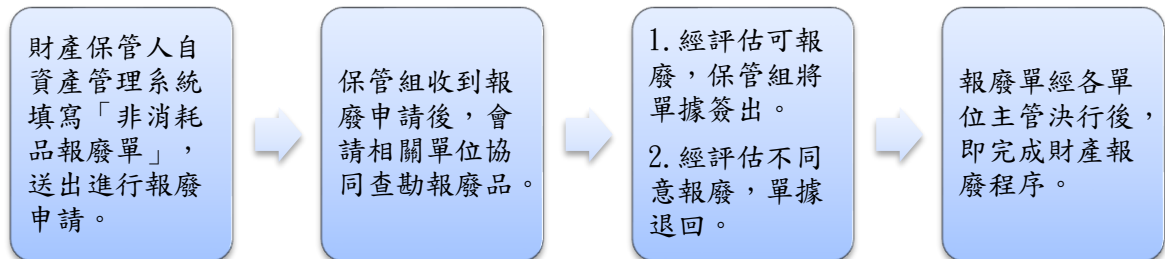 財產保管人自
資產管理系統
填寫「非消耗
品報廢單」，
送出進行報廢
申請。
保管組收到報
廢申請後，會
請相關單位協
同查勘報廢品。
1.經評估可報
廢，保管組將
單據簽出。
2.經評估不同
意報廢，單據
退回。
報廢單經各單
位主管決行後，
即完成財產報
廢程序。